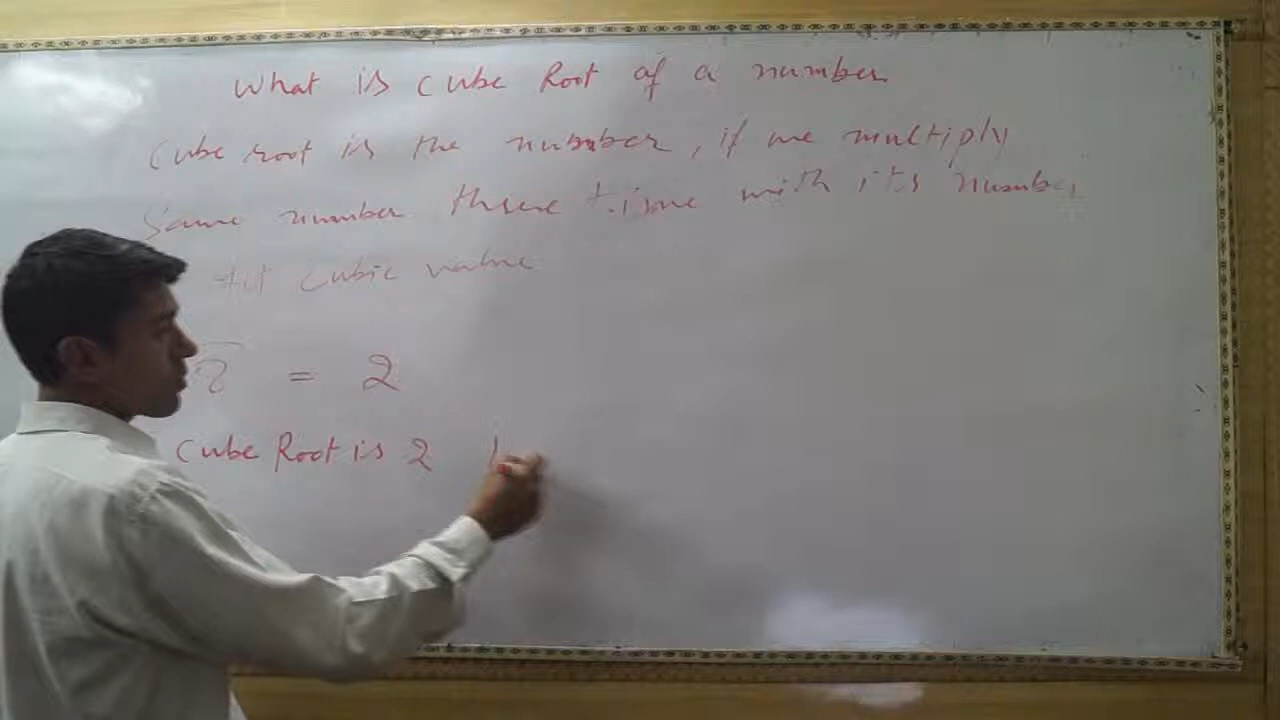 What is cube Root of a number
Cube root is the number, if we multiply
Same number three time with its number
cubic value
= 2
Cube Root is 2